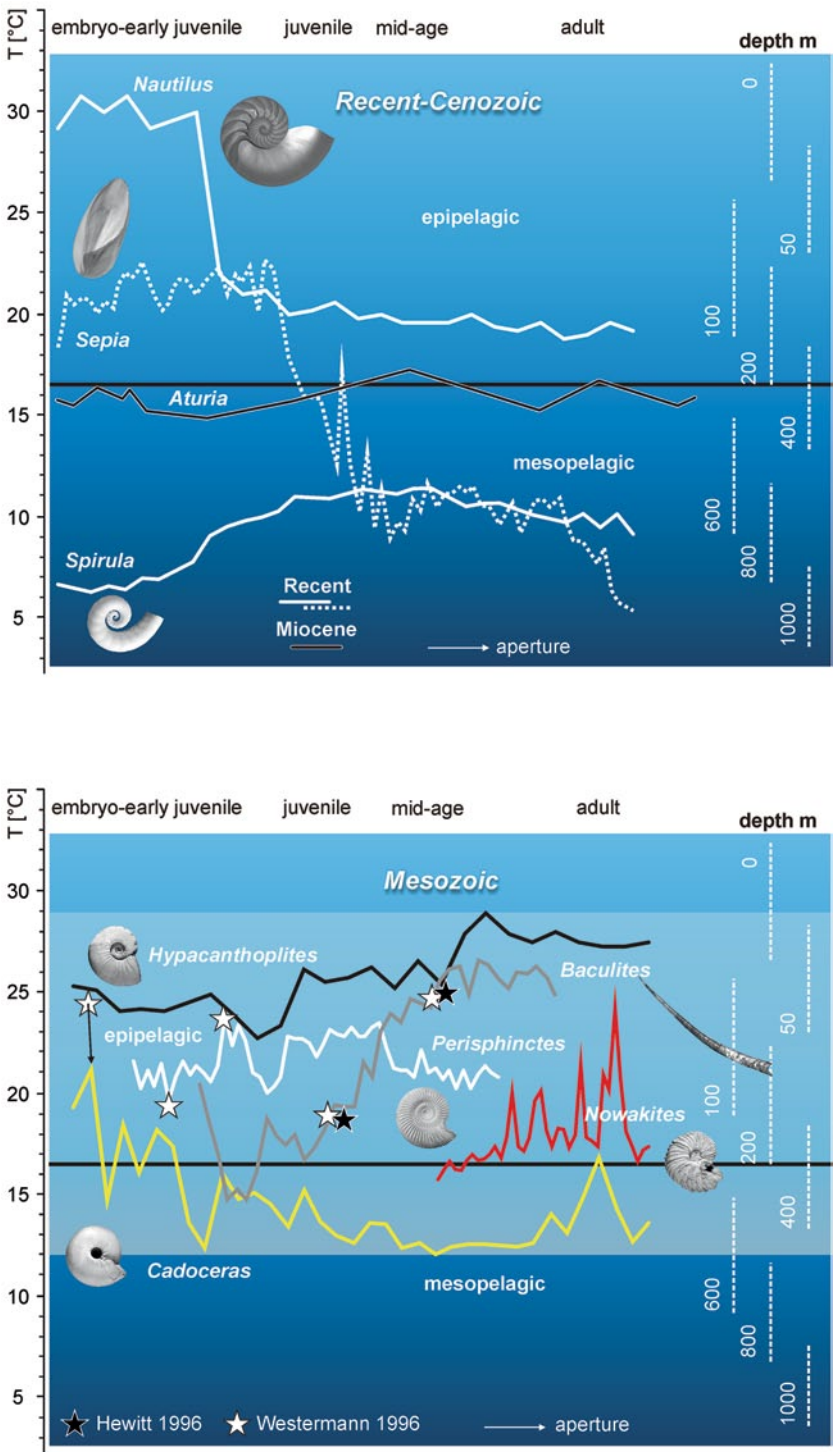 embryo-early juvenile juvenile mid-age adult
T [°C]
depth m
Nautilus
Recent-Cenozoic
0
30
50
epipelagic
25
100
20
Sepia
200
Aturia
15
400
mesopelagic
600
10
800
Spirula
Recent
5
1000
Miocene
aperture
embryo-early juvenile juvenile mid-age adult
T [°C]
depth m
Mesozoic
0
30
Hypacanthoplites
Baculites
50
25
epipelagic
Perisphinctes
100
20
Nowakites
200
15
400
Cadoceras
mesopelagic
600
10
800
5
1000
Hewitt 1996 Westermann 1996 aperture